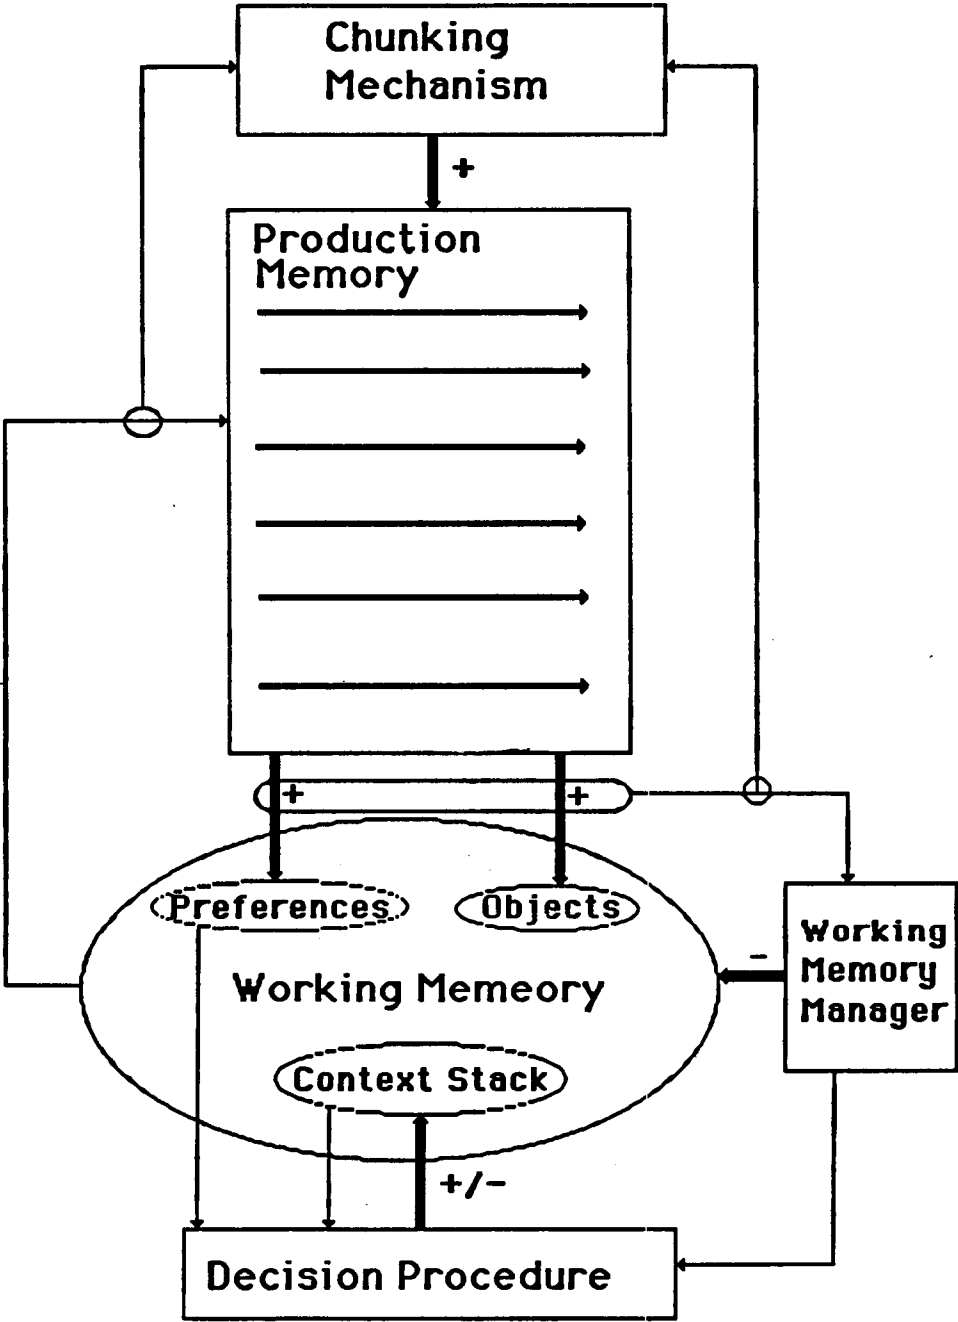 Chunking
Mechanism
+
Production
Memory
+
+
Preferences
Objects
Working
Memory
Manager
-
Working Memeory
Context Stack
+/-
Decision Procedure